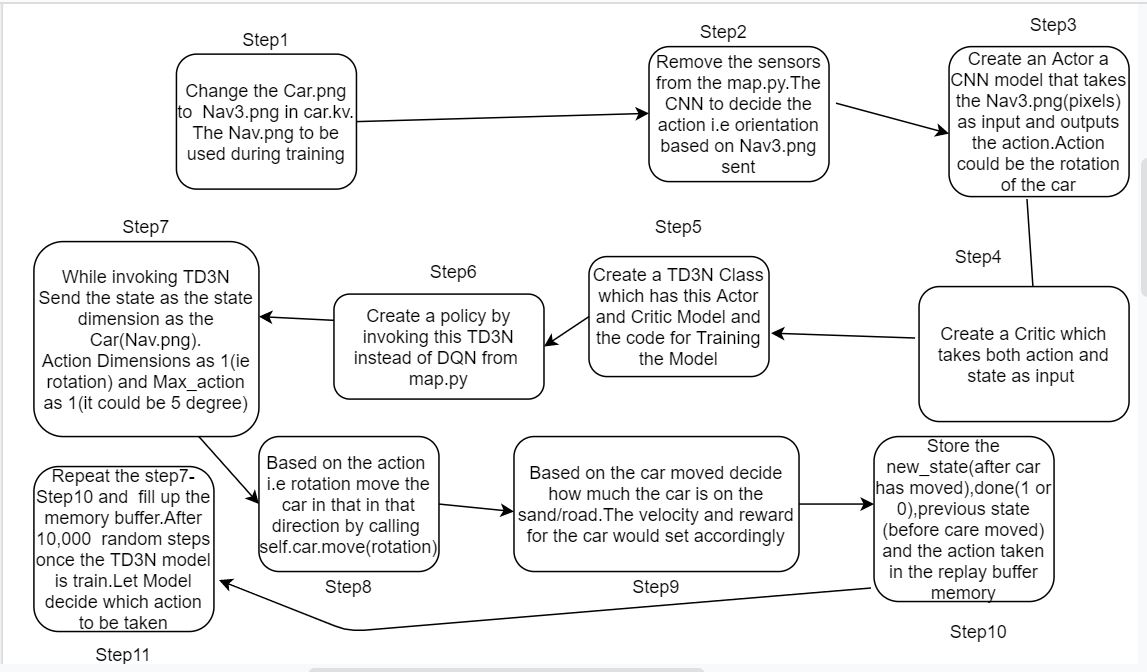 Step1
Change the Car.png
to  Nav3.png in car.kv.
The Nav.png to be
used during training
Step2
Remove the sensors
from the map.py.The
CNN to decide the
action i.e orientation
based on Nav3.png
sent
Step3
Create an Actor a
CNN model that takes
the Nav3.png(pixels)
as input and outputs
the action.Action
could be the rotation
of the car
Step4
Create a Critic which
takes both action and
state as input
Step5
Create a TD3N Class
which has this Actor
and Critic Model and
the code for Training
the Model
Step6
Create a policy by
invoking this TD3N
instead of DQN from
map.py
Step7
While invoking TD3N
Send the state as the state
dimension as the
Car(Nav.png).
Action Dimensions as 1(ie
rotation) and Max_action
as 1(it could be 5 degree)
Based on the action
i.e rotation move the
car in that in that
direction by calling
self.car.move(rotation)
Step8
Based on the car moved decide
how much the car is on the
sand/road.The velocity and reward
for the car would set accordingly
Step9
Store the
new_state(after car
has moved),done(1 or
0),previous state
(before care moved)
and the action taken
in the replay buffer
memory
Step10
Repeat the step7-
Step10 and  fill up the
memory buffer.After
10,000  random steps
once the TD3N model
is train.Let Model
decide which action
to be taken
Step11